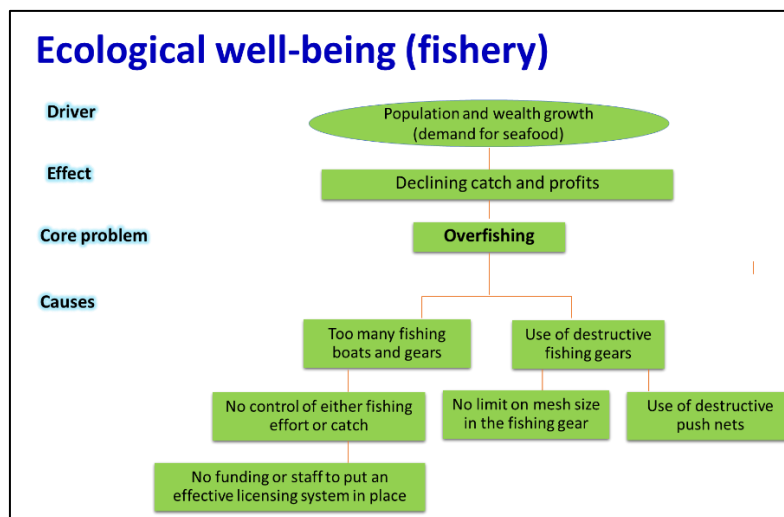 Ecological well-being (fishery)
Driver
Population and wealth growth
(demand for seafood)
Effect
Declining catch and profits
Core problem
Overfishing
Causes
Too many fishing
boats and gears
Use of destructive
fishing gears
No control of either fishing
effort or catch
No limit on mesh size
in the fishing gear
Use of destructive
push nets
No funding or staff to put an
effective licensing system in place